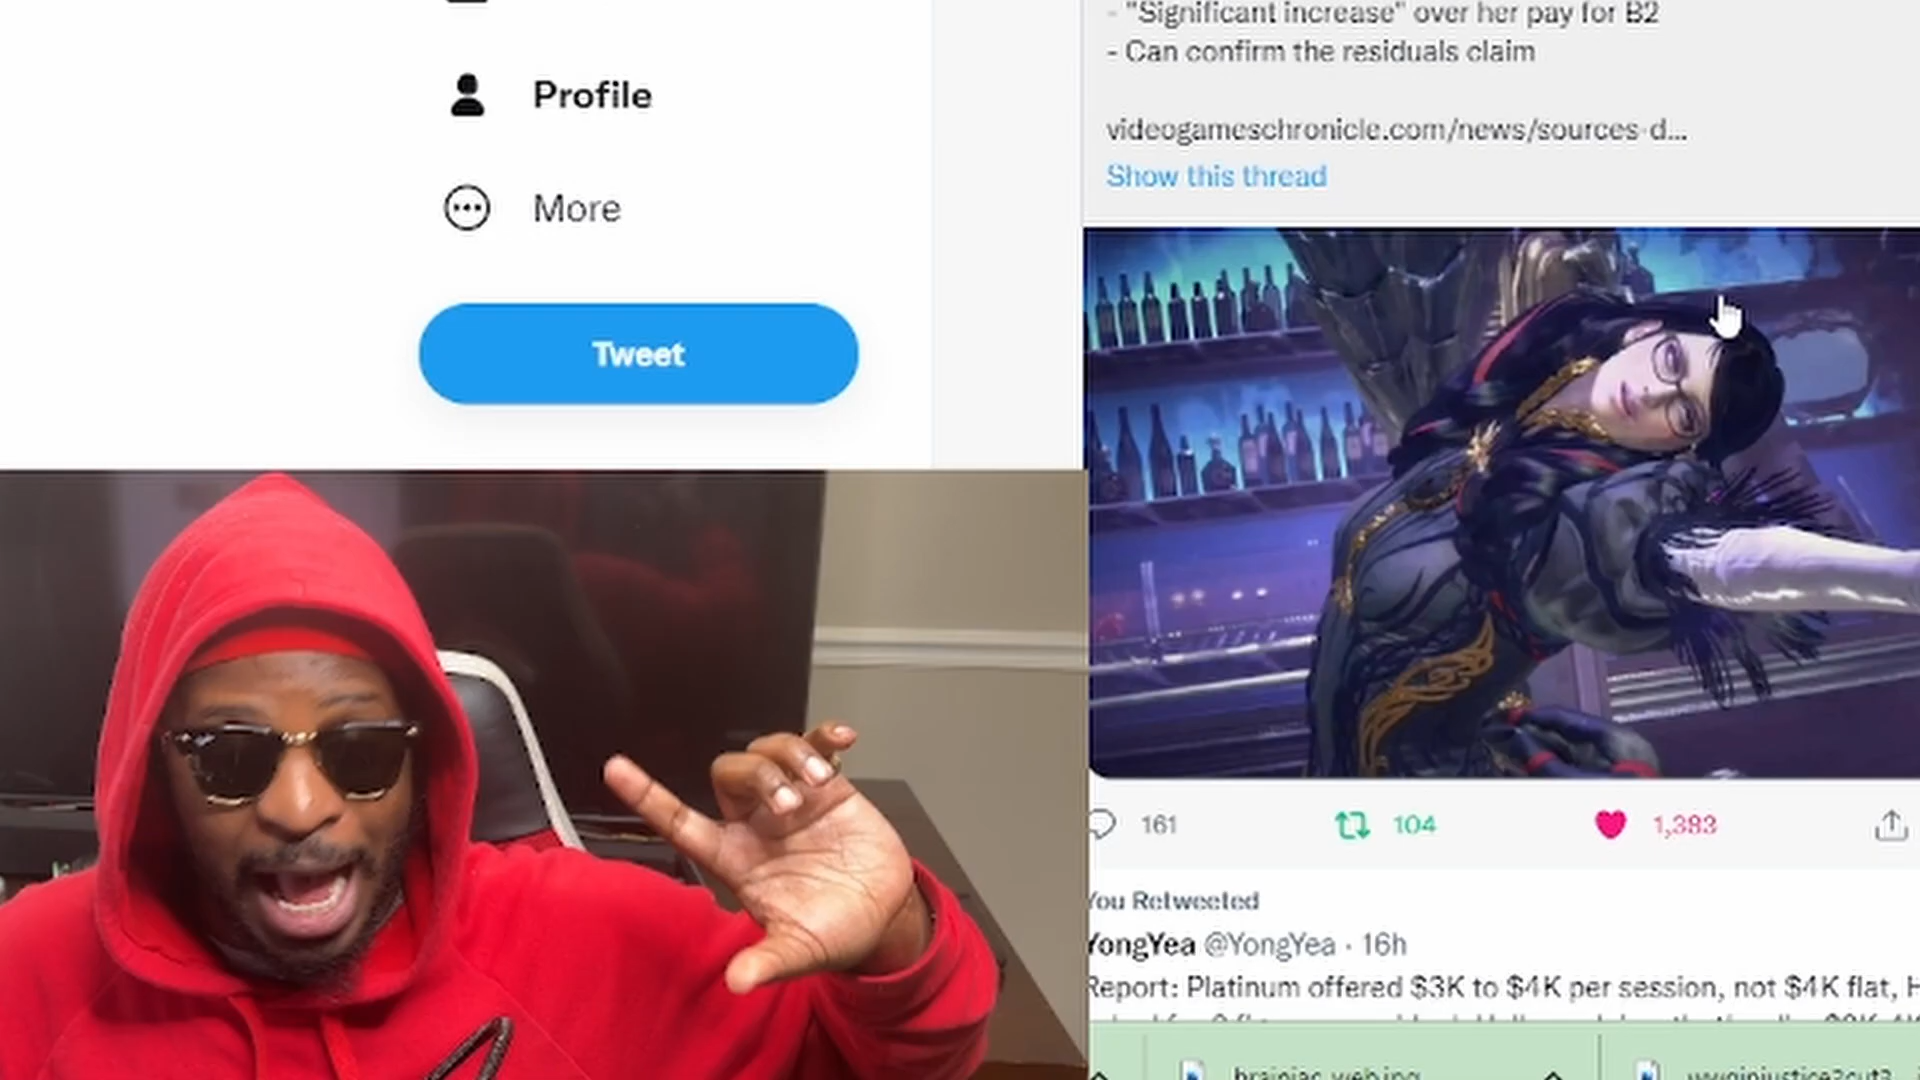 Profile
More
Tweet
- "Significant increase" over her pay for B2
- Can confirm the residuals claim
videogameschronicle.com/news/sources-d...
Show this thread
161
104
1,383
You Retweeted
YongYea @YongYea · 16h
Report: Platinum offered $3K to $4K per session, not $4K flat, H
brainiac_web.jpg